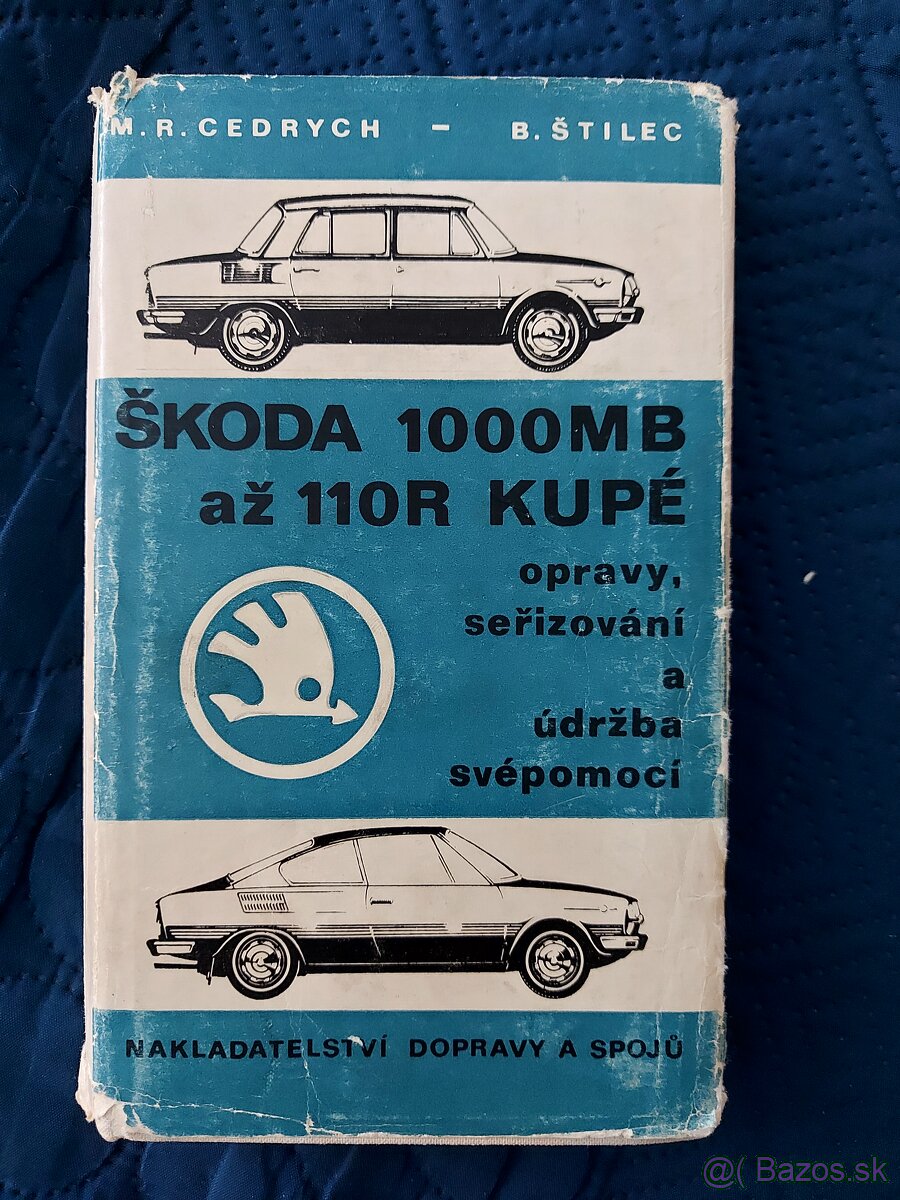 M. R. CEDRYCH - B. ŠTILEC
ŠKODA 1000MB
až 110R KUPÉ
opravy,
seřizování
a
údržba
svépomocí
NAKLADATELSTVÍ DOPRAVY A SPOJŮ
@( Bazos.sk